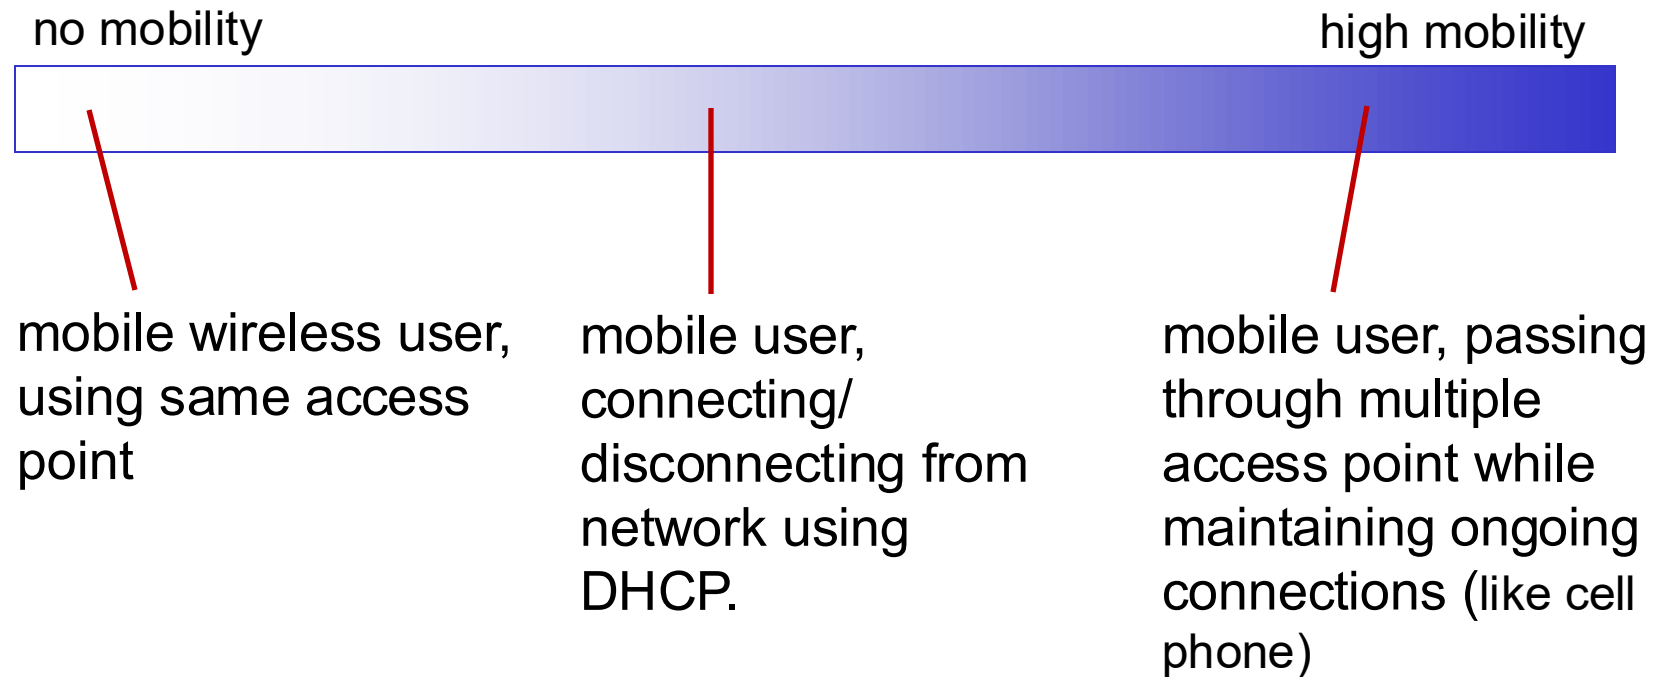 no mobility
high mobility
mobile wireless user,
using same access
point
mobile user,
connecting/
disconnecting from
network using
DHCP.
mobile user, passing
through multiple
access point while
maintaining ongoing
connections (like cell
phone)